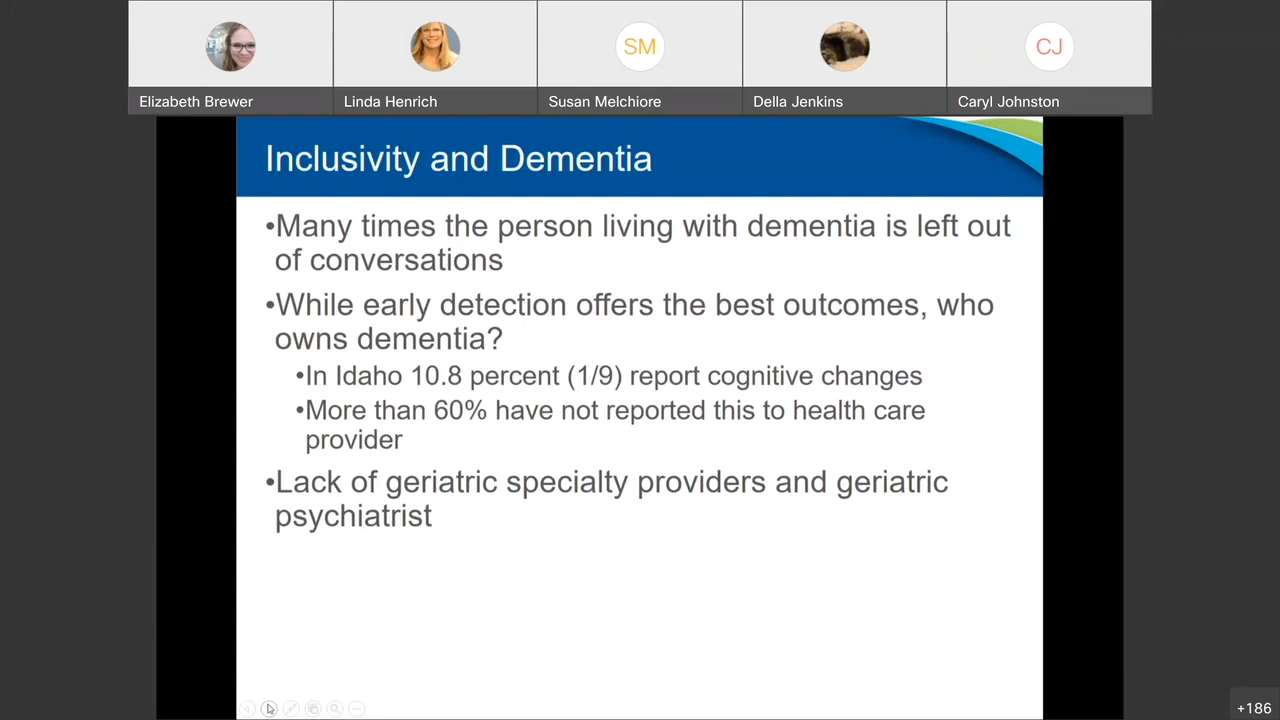 SM
CJ
Elizabeth Brewer
Linda Henrich
Susan Melchiore
Della Jenkins
Caryl Johnston
Inclusivity and Dementia
•Many times the person living with dementia is left out
of conversations
•While early detection offers the best outcomes, who
owns dementia?
•In Idaho 10.8 percent (1/9) report cognitive changes
•More than 60% have not reported this to health care
provider
•Lack of geriatric specialty providers and geriatric
psychiatrist
+186